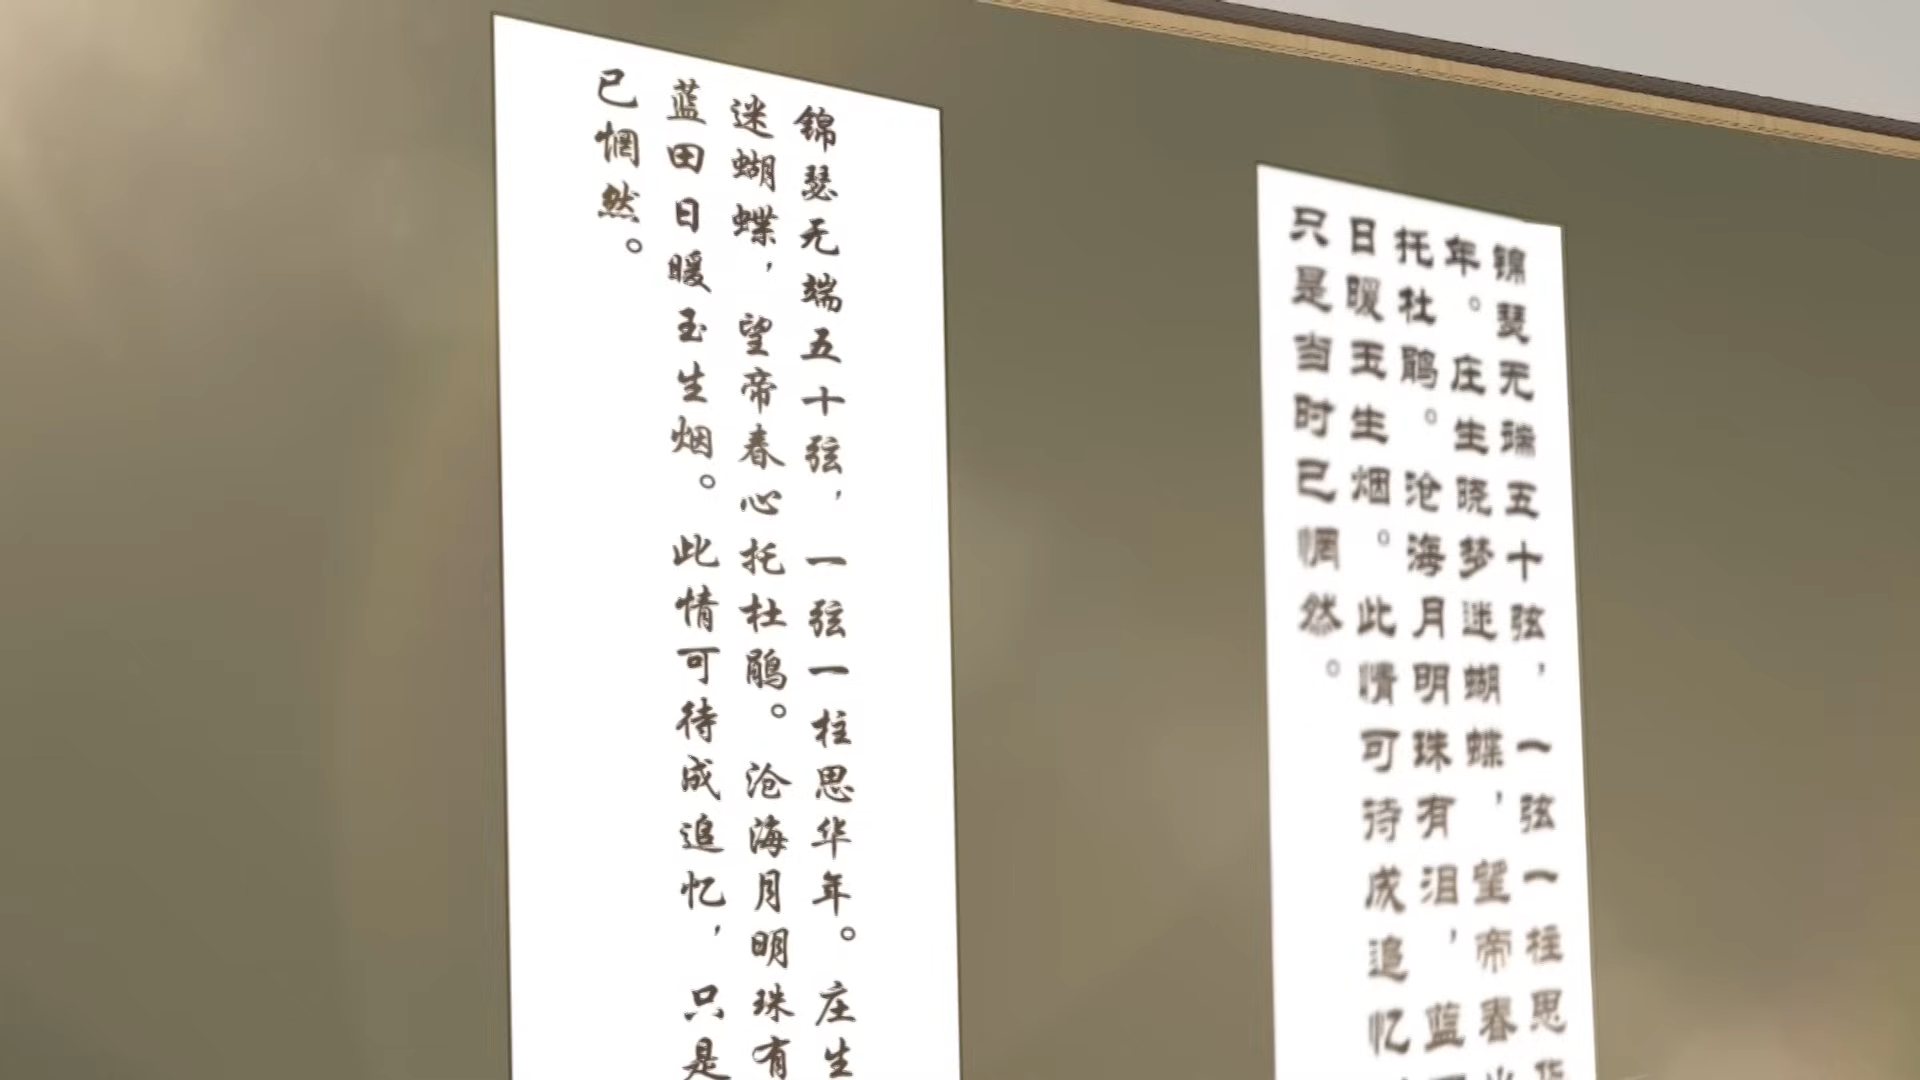 锦瑟无端五十弦，一弦一柱思华年。庄生
迷蝴蝶，望帝春心托杜鹃。沧海月明珠有
蓝田日暖玉生烟。此情可待成追忆，只是
已惘然。
锦瑟无端五十弦，一弦一柱思华
年。庄生晓梦迷蝴蝶，望帝春
托杜鹃。沧海月明珠有泪，蓝
日暖玉生烟。此情可待成追忆
只是当时已惘然。